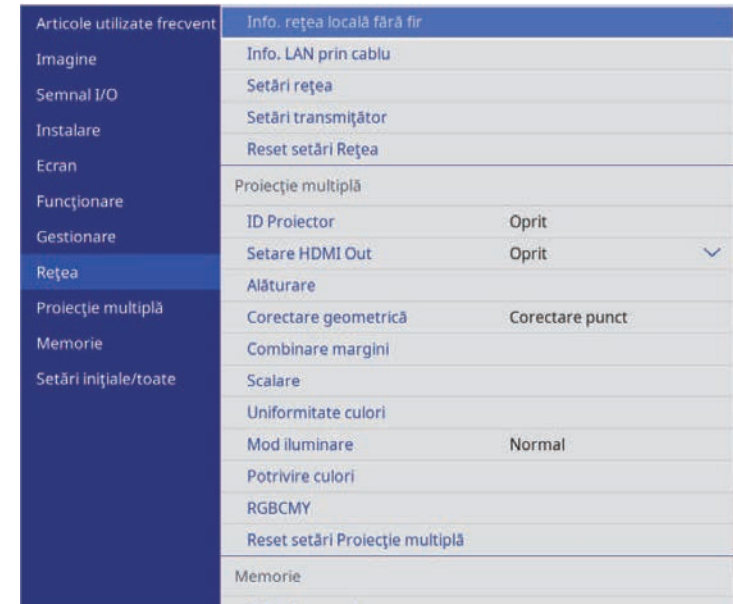 Articole utilizate frecvent
Imagine
Semnal I/O
Instalare
Ecran
Funcţionare
Gestionare
Reţea
Proiecţie multiplă
Memorie
Setări iniţiale/toate
Info. reţea locală fără fir
Info. LAN prin cablu
Setări reţea
Setări transmiţător
Reset setări Reţea
Proiecţie multiplă
ID Proiector Oprit
Setare HDMI Out Oprit
Alăturare
Corectare geometrică Corectare punct
Combinare margini
Scalare
Uniformitate culori
Mod iluminare Normal
Potrivire culori
RGBCMY
Reset setări Proiecţie multiplă
Memorie